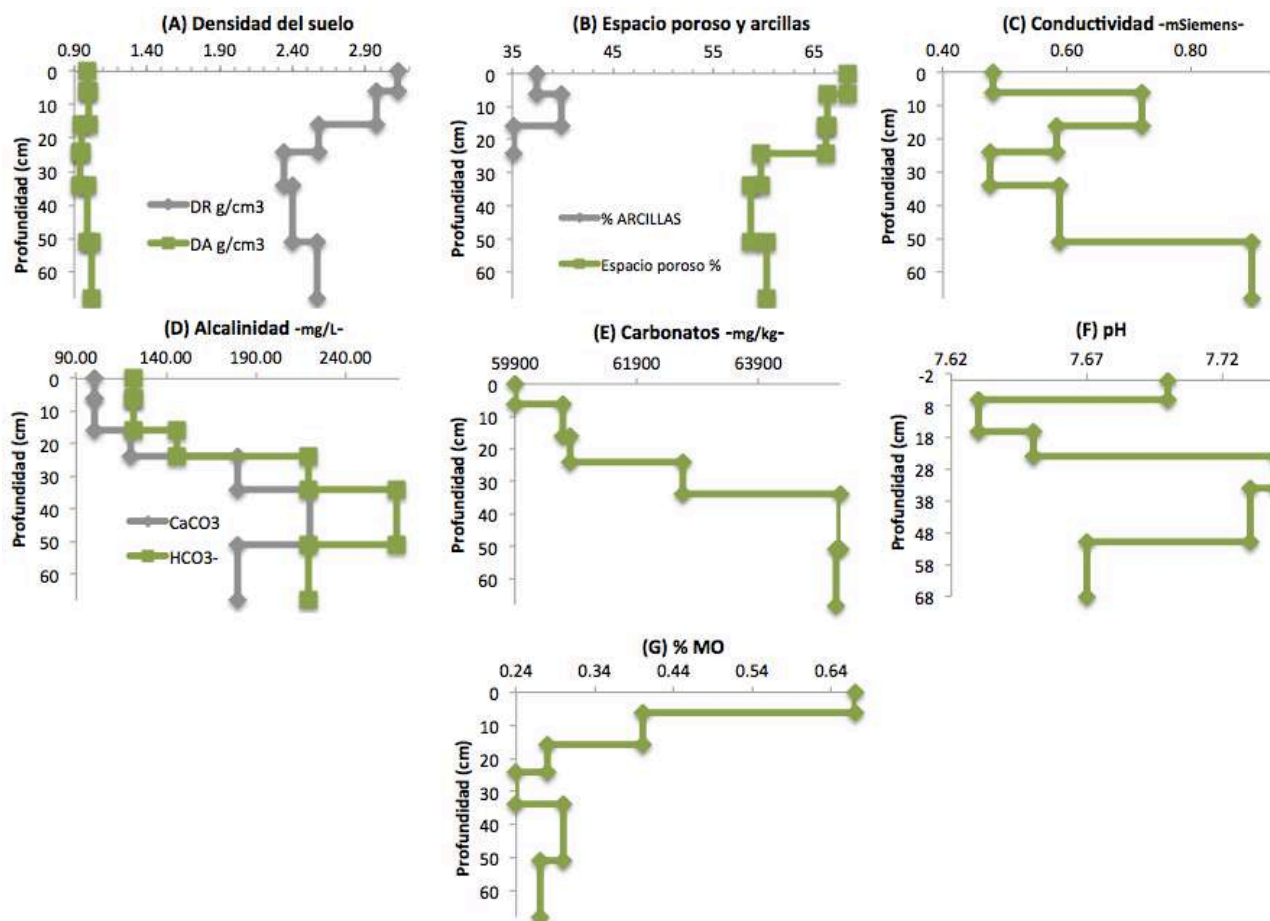 (A) Densidad del suelo
0.90 1.40 1.90 2.40 2.90
0
10
20
30
40
50
60
Profundidad (cm)
DR g/cm3
DA g/cm3
(B) Espacio poroso y arcillas
35 45 55 65
0
10
20
30
40
50
60
Profundidad (cm)
% ARCILLAS
Espacio poroso %
(C) Conductividad -mSiemens-
0.40 0.60 0.80
0
10
20
30
40
50
60
Profundidad (cm)
(D) Alcalinidad -mg/L-
90.00 140.00 190.00 240.00
0
10
20
30
40
50
60
Profundidad (cm)
CaCO3
HCO3-
(E) Carbonatos -mg/kg-
59900 61900 63900
0
10
20
30
40
50
60
Profundidad (cm)
(F) pH
7.62 7.67 7.72
-2
8
18
28
38
48
58
68
Profundidad (cm)
(G) % MO
0.24 0.34 0.44 0.54 0.64
0
10
20
30
40
50
60
Profundidad (cm)